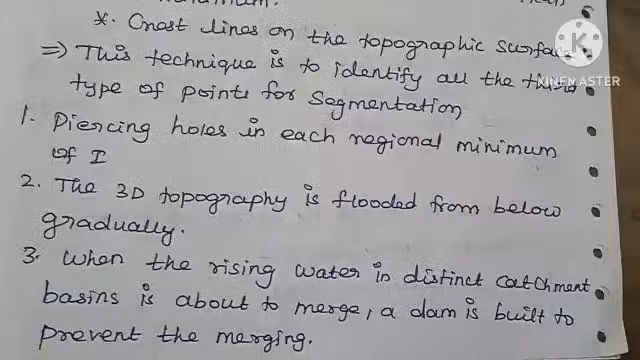 *. Crest lines on the topographic surface
⇒ This technique is to identify all the third
type of points for segmentation
1. Piercing holes in each regional minimum
of I
2. The 3D topography is flooded from below
gradually.
3. When the rising water in distinct catchment
basins is about to merge, a dam is built to
prevent the merging.
KINEMASTER